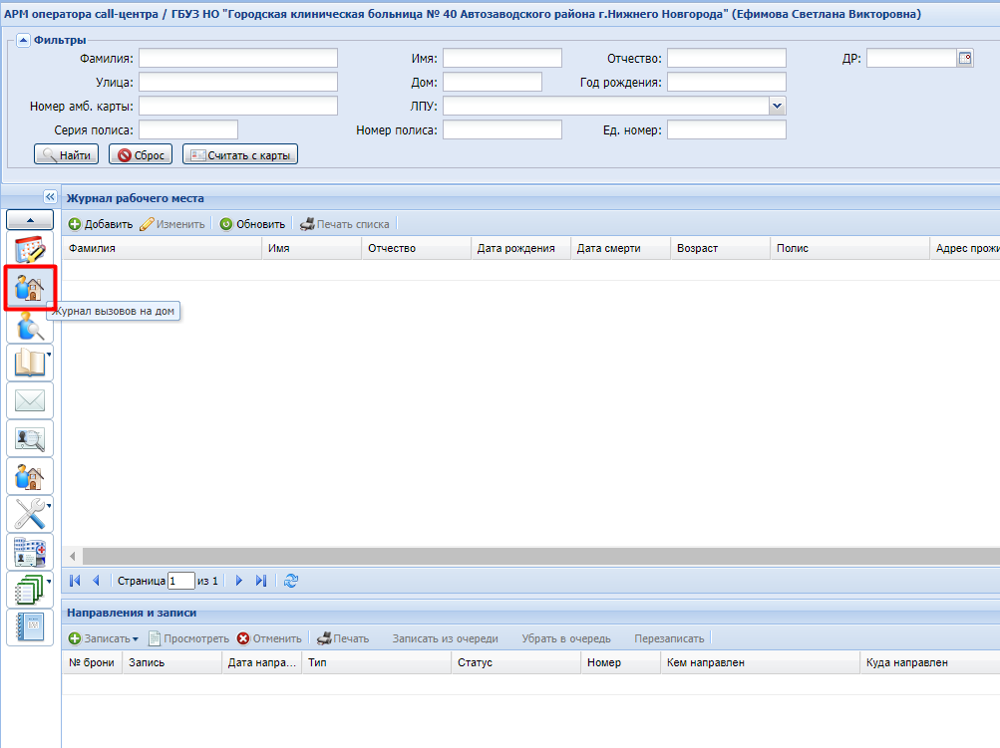 АРМ оператора call-центра / ГБУЗ НО "Городская клиническая больница № 40 Автозаводского района г.Нижнего Новгорода" (Ефимова Светлана Викторовна)
Фильтры
Фамилия: Имя: Отчество: ДР:
Улица: Дом: Год рождения:
Номер амб. карты: ЛПУ:
Серия полиса: Номер полиса: Ед. номер:
Найти Сброс Считать с карты
Журнал рабочего места
Добавить Изменить Обновить Печать списка
Фамилия Имя Отчество Дата рождения Дата смерти Возраст Полис Адрес прожи
Журнал вызовов на дом
Страница 1 из 1
Направления и записи
Записать Просмотреть Отменить Печать Записать из очереди Убрать в очередь Перезаписать
№ брони Запись Дата напра... Тип Статус Номер Кем направлен Куда направлен